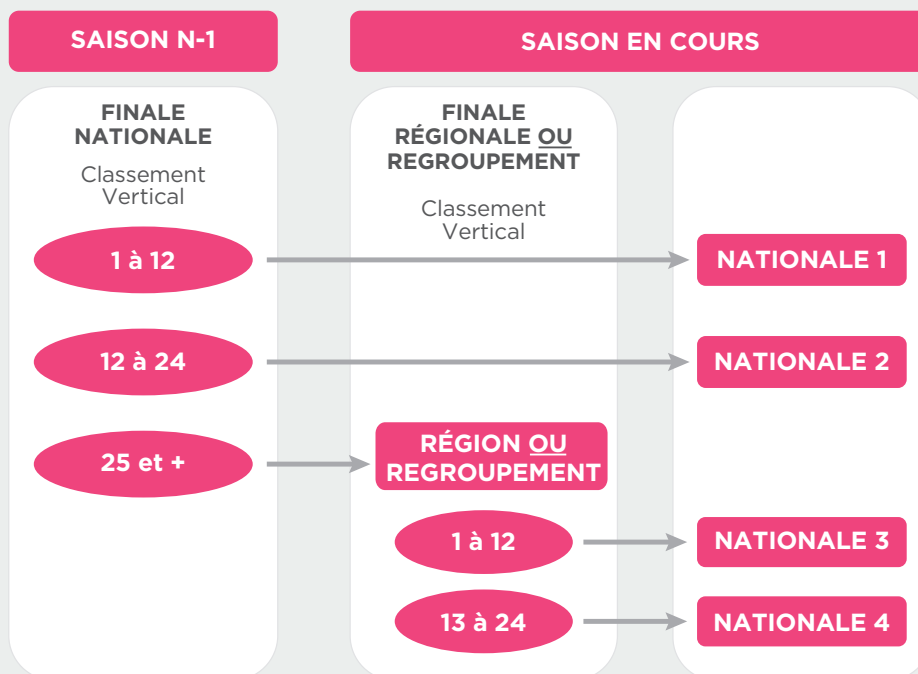 SAISON N-1
SAISON EN COURS
FINALE
NATIONALE
Classement
Vertical
FINALE
RÉGIONALE OU
REGROUPEMENT
Classement
Vertical
1 à 12
NATIONALE 1
12 à 24
NATIONALE 2
25 et +
RÉGION OU
REGROUPEMENT
1 à 12
NATIONALE 3
13 à 24
NATIONALE 4